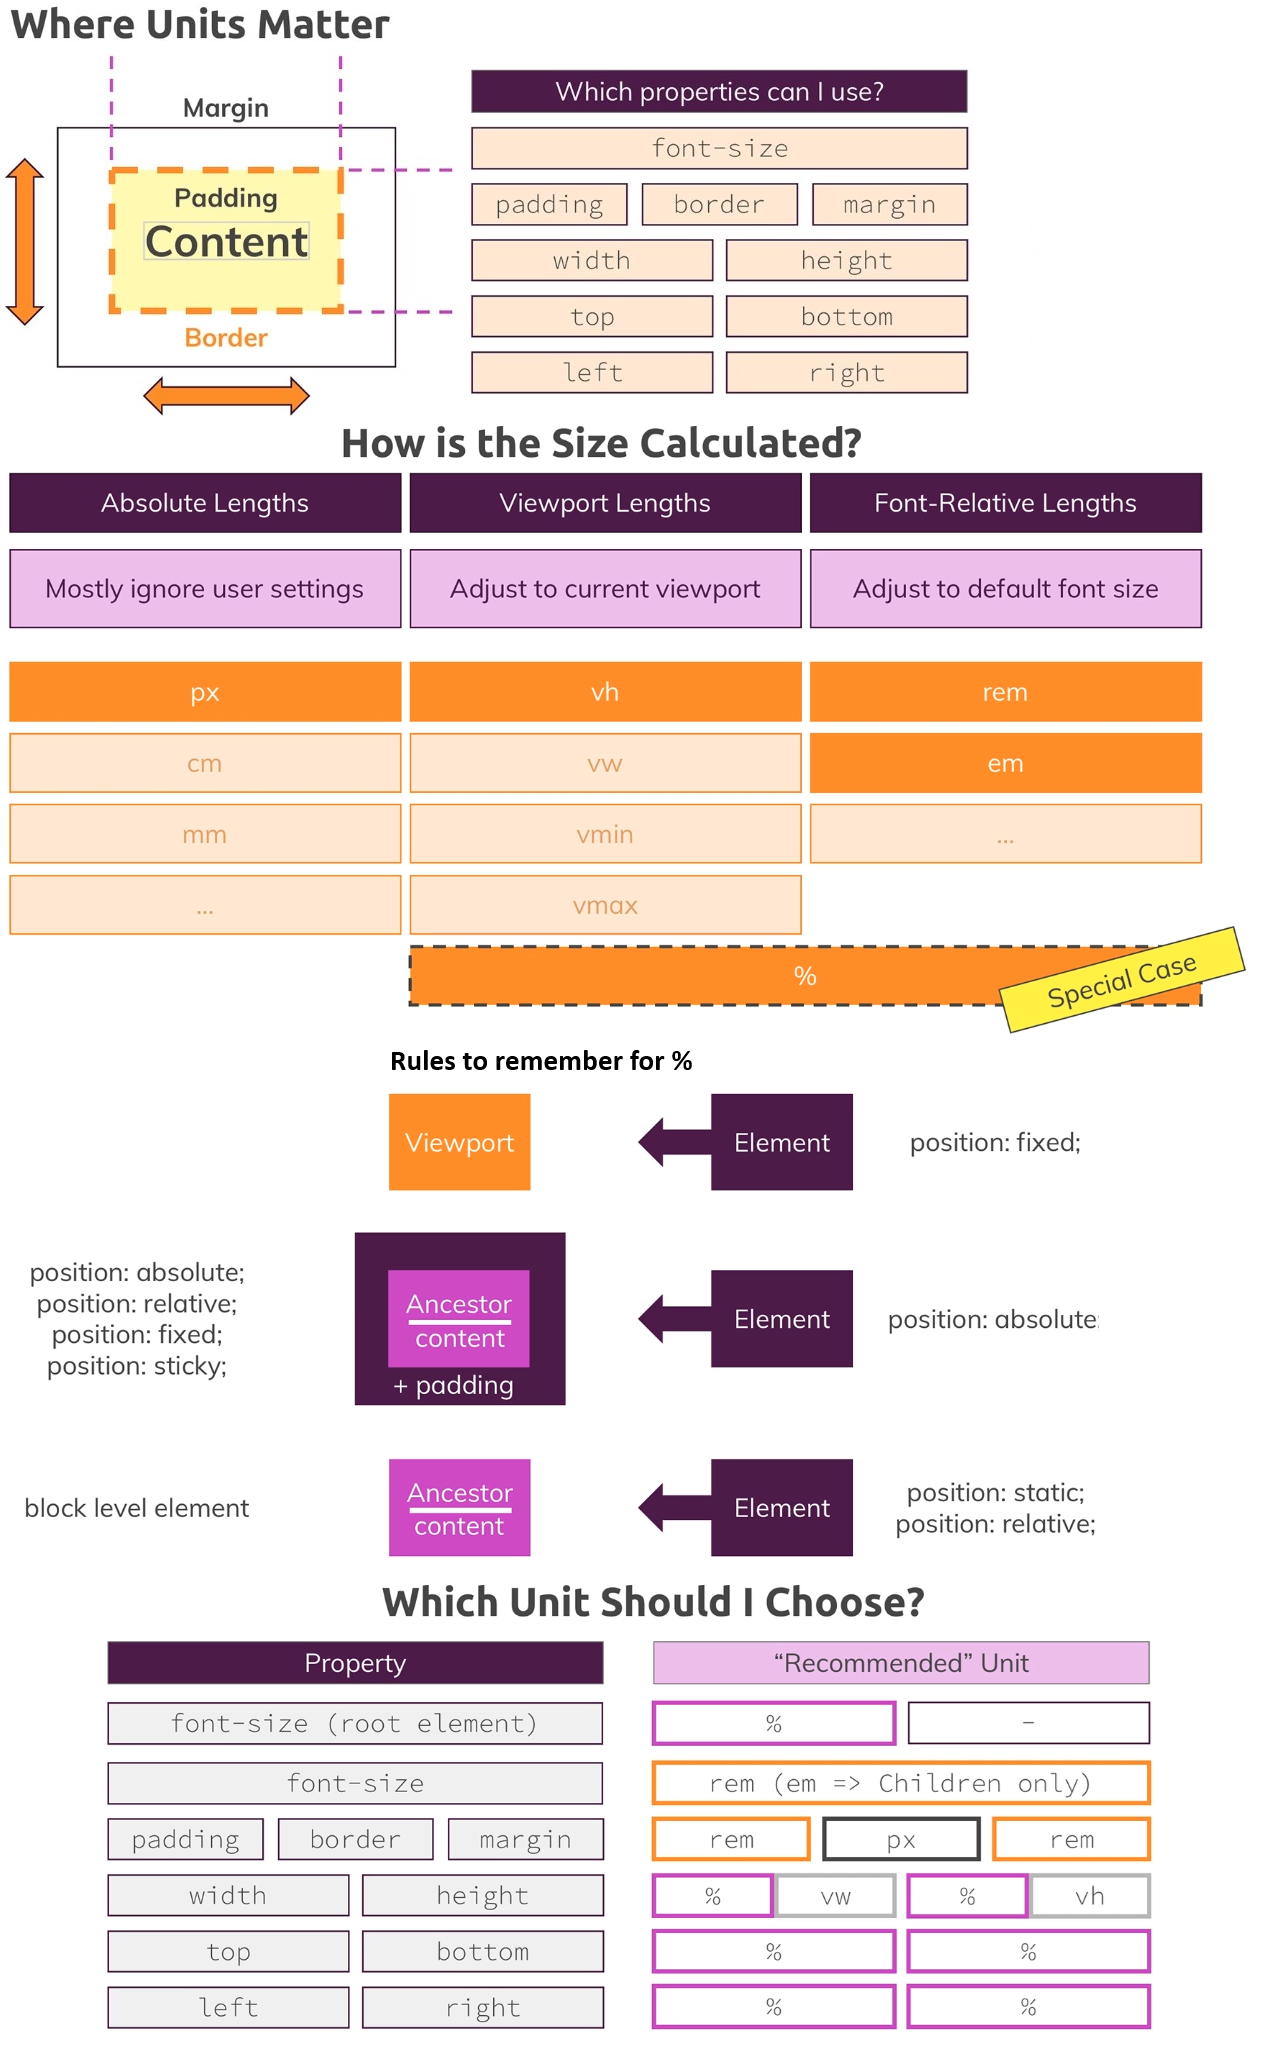 Where Units Matter
Margin
Padding
Content
Border
Which properties can I use?
font-size
padding border margin
width height
top bottom
left right
How is the Size Calculated?
Absolute Lengths Viewport Lengths Font-Relative Lengths
Mostly ignore user settings Adjust to current viewport Adjust to default font size
px vh rem
cm vw em
mm vmin ...
... vmax
% Special Case
Rules to remember for %
Viewport Element position: fixed;
position: absolute;
position: relative;
position: fixed;
position: sticky;
Ancestor
content
+ padding
Element
position: absolute;
block level element
Ancestor
content
Element
position: static;
position: relative;
Which Unit Should I Choose?
Property “Recommended” Unit
font-size (root element) % –
font-size rem (em => Children only)
padding border margin rem px rem
width height % vw % vh
top bottom % %
left right % %